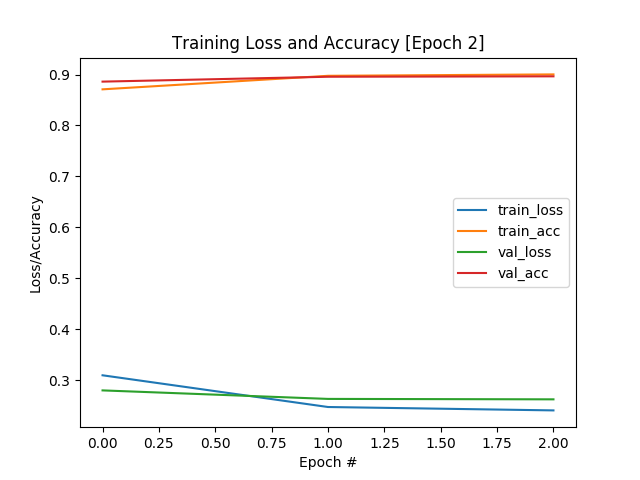 Training Loss and Accuracy [Epoch 2]
0.9
0.8
0.7
0.6
0.5
0.4
0.3
Loss/Accuracy
train_loss
train_acc
val_loss
val_acc
0.00 0.25 0.50 0.75 1.00 1.25 1.50 1.75 2.00
Epoch #